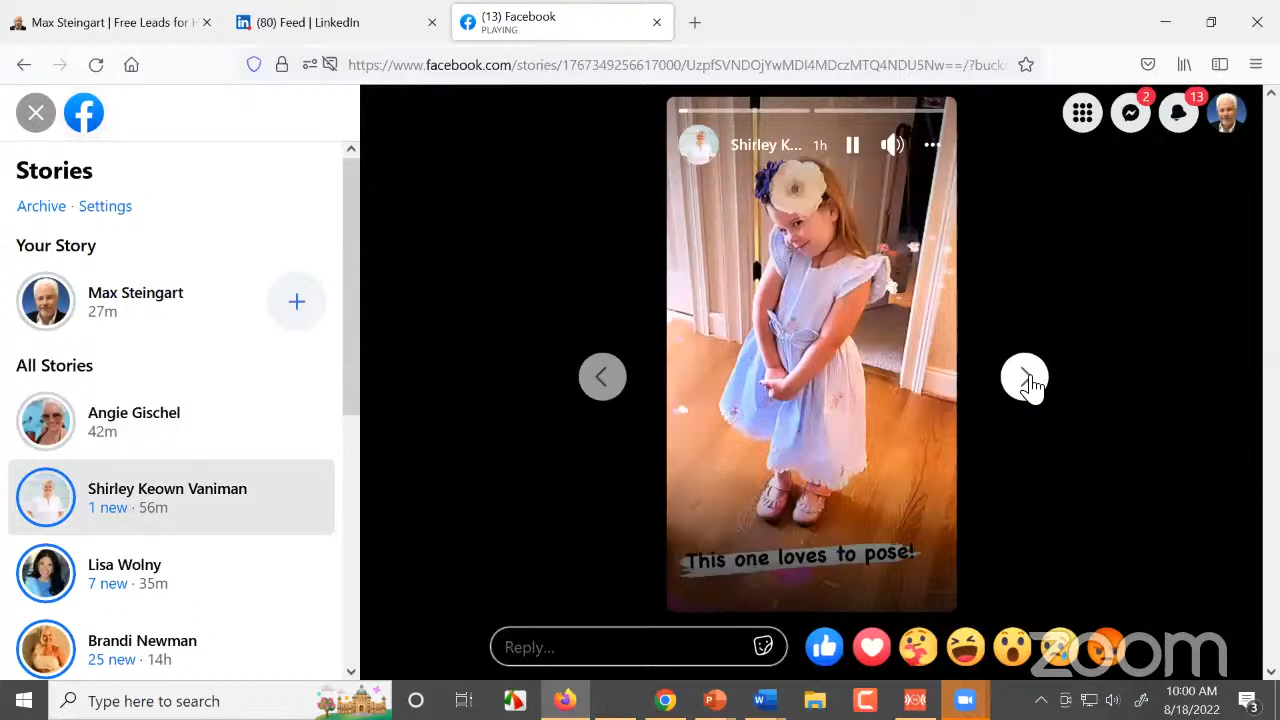 Max Steingart | Free Leads for H
(80) Feed | LinkedIn
(13) Facebook
PLAYING
https://www.facebook.com/stories/1767349256617000/UzpfSVNDOjYwMDI4MDczMTQ4NDU5Nw==/?buck
Stories
Archive · Settings
Your Story
Max Steingart
27m
All Stories
Angie Gischel
42m
Shirley Keown Vaniman
1 new · 56m
Lisa Wolny
7 new · 35m
Brandi Newman
25 new · 14h
2
13
Shirley K... 1h
This one loves to pose!
Reply...
zoom
Type here to search
10:00 AM
8/18/2022
3